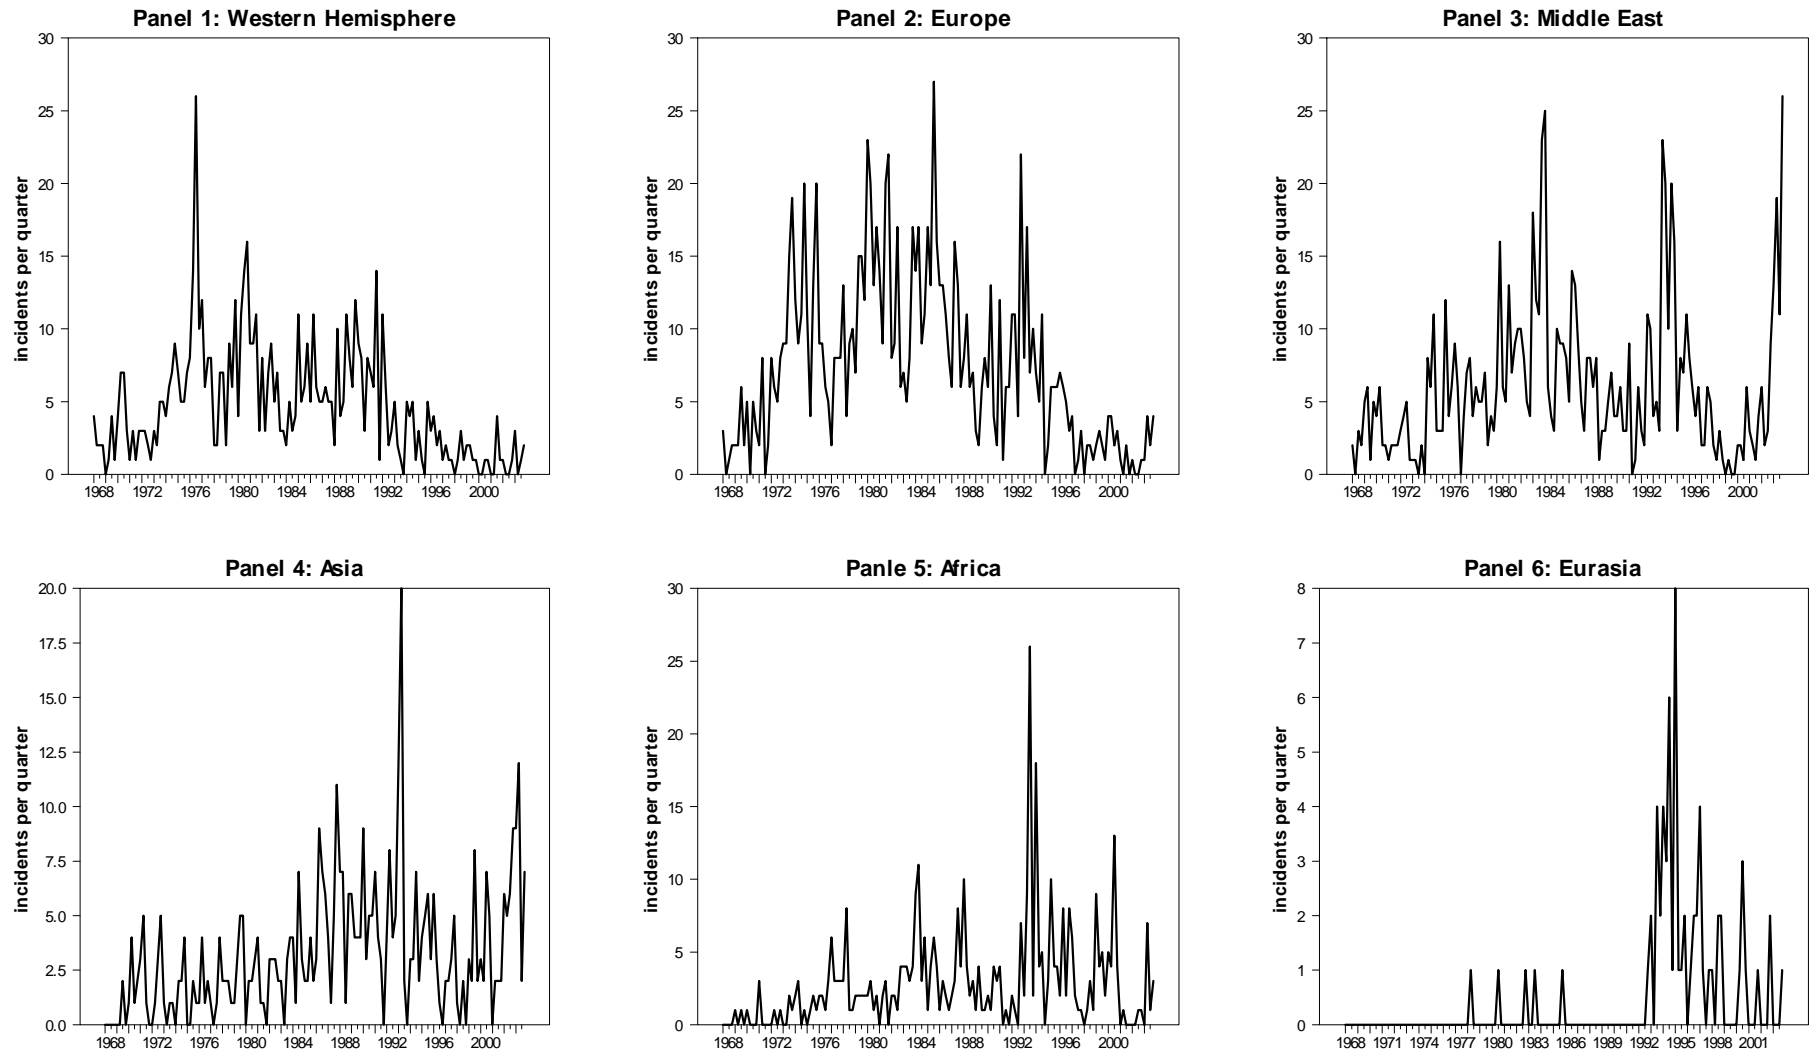 Panel 1: Western Hemisphere
30
25
20
15
10
5
0
incidents per quarter
1968 1972 1976 1980 1984 1988 1992 1996 2000
Panel 2: Europe
30
25
20
15
10
5
0
incidents per quarter
1968 1972 1976 1980 1984 1988 1992 1996 2000
Panel 3: Middle East
30
25
20
15
10
5
0
incidents per quarter
1968 1972 1976 1980 1984 1988 1992 1996 2000
Panel 4: Asia
20.0
17.5
15.0
12.5
10.0
7.5
5.0
2.5
0.0
incidents per quarter
1968 1972 1976 1980 1984 1988 1992 1996 2000
Panle 5: Africa
30
25
20
15
10
5
0
incidents per quarter
1968 1972 1976 1980 1984 1988 1992 1996 2000
Panel 6: Eurasia
8
7
6
5
4
3
2
1
0
incidents per quarter
1968 1971 1974 1977 1980 1983 1986 1989 1992 1995 1998 2001